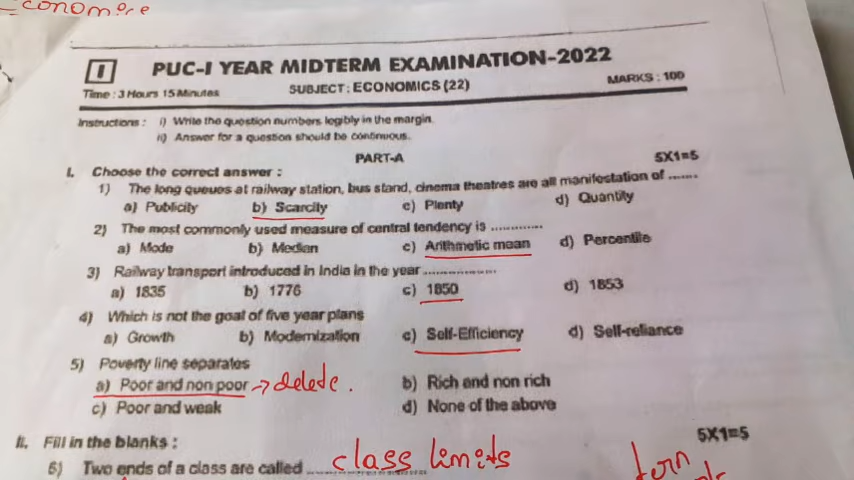 Economics
I
PUC-I YEAR MIDTERM EXAMINATION-2022
Time : 3 Hours 15 Minutes SUBJECT : ECONOMICS (22) MARKS : 100
Instructions : i) Write the question numbers legibly in the margin.
ii) Answer for a question should be continuous.
PART-A
I. Choose the correct answer : 5X1=5
1) The long queues at railway station, bus stand, cinema theatres are all manifestation of .......
a) Publicity b) Scarcity c) Plenty d) Quantity
2) The most commonly used measure of central tendency is .............
a) Mode b) Median c) Arithmetic mean d) Percentile
3) Railway transport introduced in India in the year ..................
a) 1835 b) 1776 c) 1850 d) 1853
4) Which is not the goal of five year plans
a) Growth b) Modernization c) Self-Efficiency d) Self-reliance
5) Poverty line separates
a) Poor and non poor → delete. b) Rich and non rich
c) Poor and weak d) None of the above
II. Fill in the blanks : 5X1=5
6) Two ends of a class are called class limits